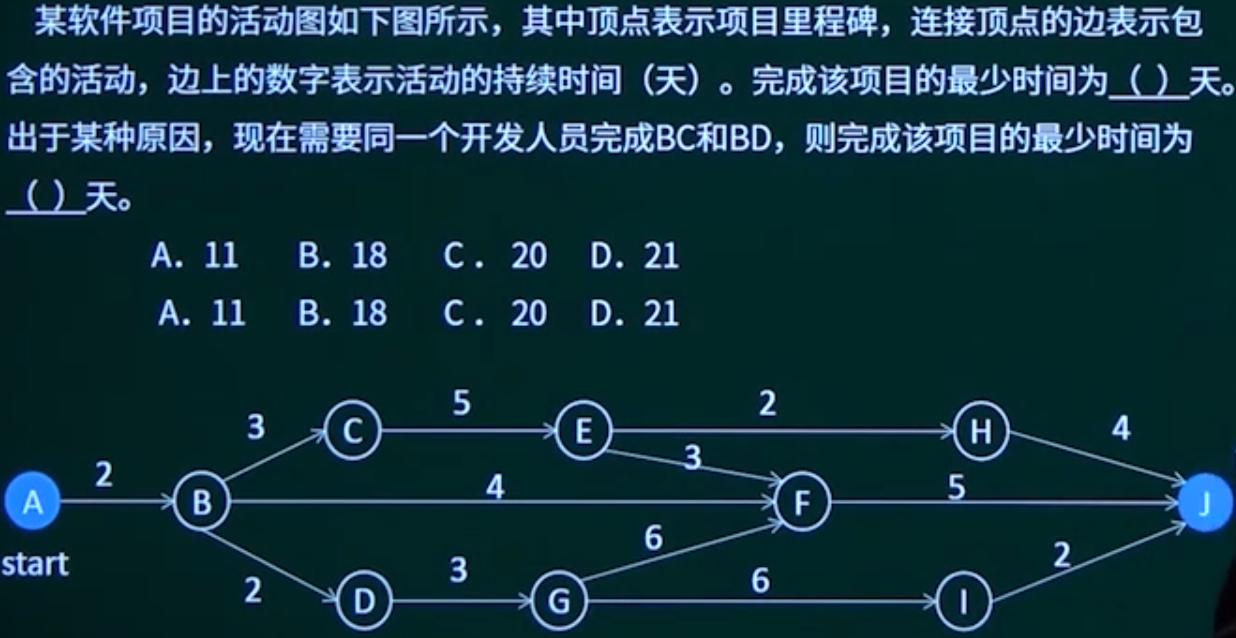 某软件项目的活动图如下图所示，其中顶点表示项目里程碑，连接顶点的边表示包
含的活动，边上的数字表示活动的持续时间（天）。完成该项目的最少时间为（ ）天。
出于某种原因，现在需要同一个开发人员完成BC和BD，则完成该项目的最少时间为
（ ）天。
A. 11 B. 18 C. 20 D. 21
A. 11 B. 18 C. 20 D. 21
5 2
3 C E H 4
3
2 4 5
A B F J
6
start 3 6 2
2 D G I